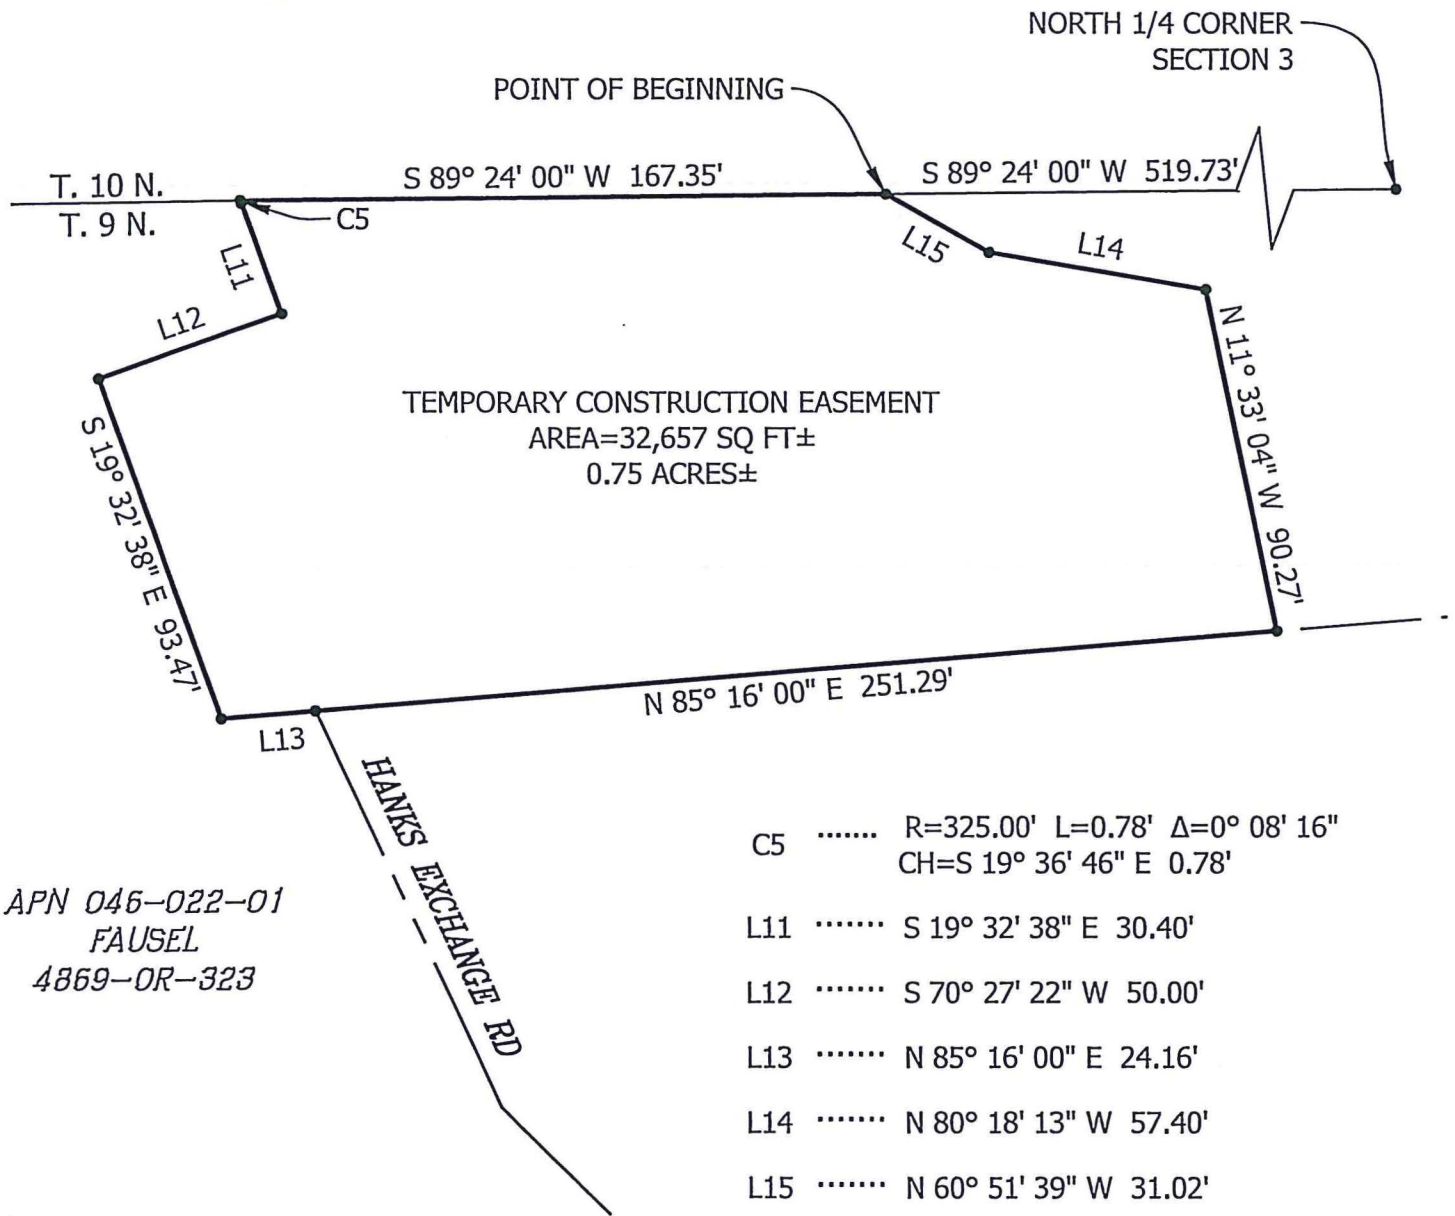 NORTH 1/4 CORNER
SECTION 3
POINT OF BEGINNING
T. 10 N.
T. 9 N.
S 89° 24' 00" W 167.35'
S 89° 24' 00" W 519.73'
C5
L11
L12
L15
L14
N 11° 33' 04" W 90.27'
TEMPORARY CONSTRUCTION EASEMENT
AREA=32,657 SQ FT±
0.75 ACRES±
S 19° 32' 38" E 93.47'
N 85° 16' 00" E 251.29'
L13
HANKS EXCHANGE RD
APN 046-022-01
FAUSEL
4869-OR-323
C5 ....... R=325.00' L=0.78' Δ=0° 08' 16"
CH=S 19° 36' 46" E 0.78'
L11 ....... S 19° 32' 38" E 30.40'
L12 ....... S 70° 27' 22" W 50.00'
L13 ....... N 85° 16' 00" E 24.16'
L14 ....... N 80° 18' 13" W 57.40'
L15 ....... N 60° 51' 39" W 31.02'